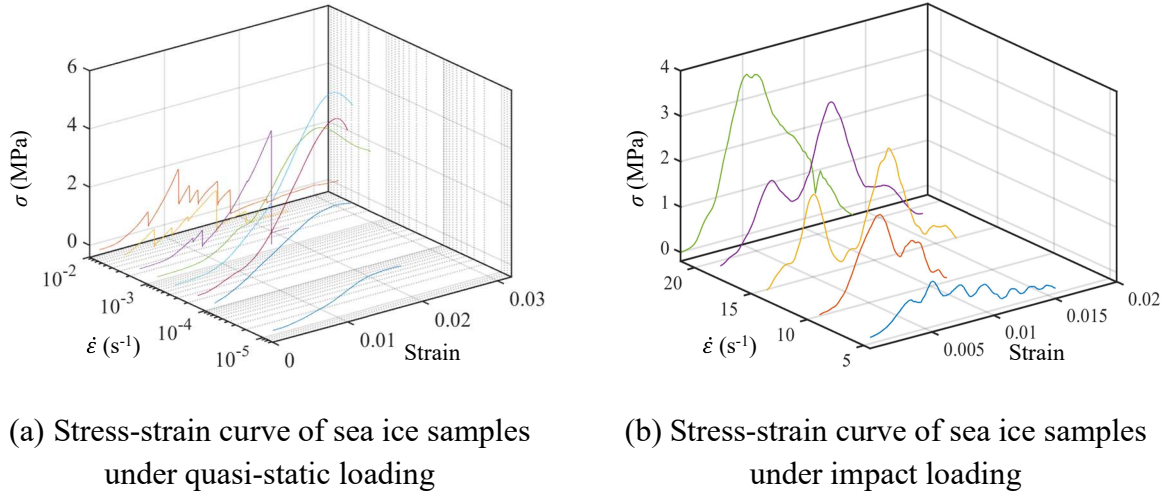 6
4
2
0
σ (MPa)
10-2
10-3
10-4
10-5
ε̇ (s-1)
0
0.01
0.02
0.03
Strain
4
3
2
1
0
σ (MPa)
20
15
10
5
ε̇ (s-1)
0.005
0.01
0.015
0.02
Strain
(a) Stress-strain curve of sea ice samples
under quasi-static loading
(b) Stress-strain curve of sea ice samples
under impact loading